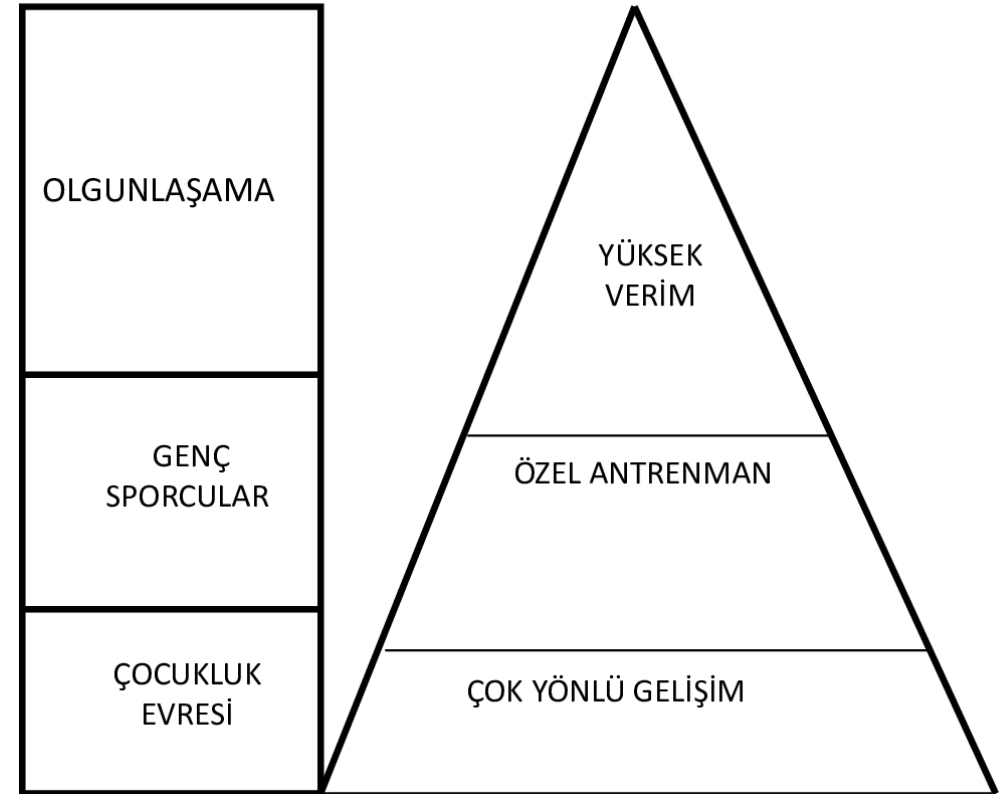 OLGUNLAŞAMA
YÜKSEK
VERİM
GENÇ
SPORCULAR
ÖZEL ANTRENMAN
ÇOCUKLUK
EVRESİ
ÇOK YÖNLÜ GELİŞİM